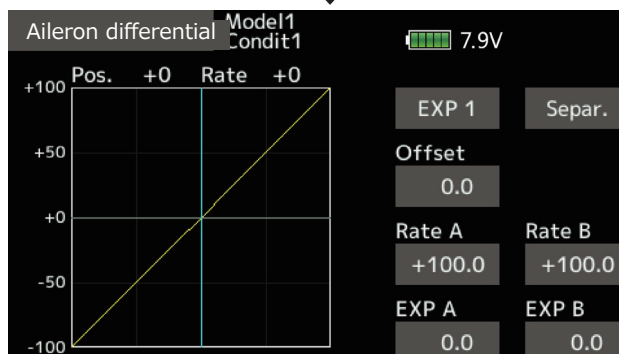 Aileron differential
Model1
Condit1
7.9V
Pos. +0 Rate +0
+100
+50
+0
-50
-100
EXP 1 Separ.
Offset
0.0
Rate A Rate B
+100.0 +100.0
EXP A EXP B
0.0 0.0